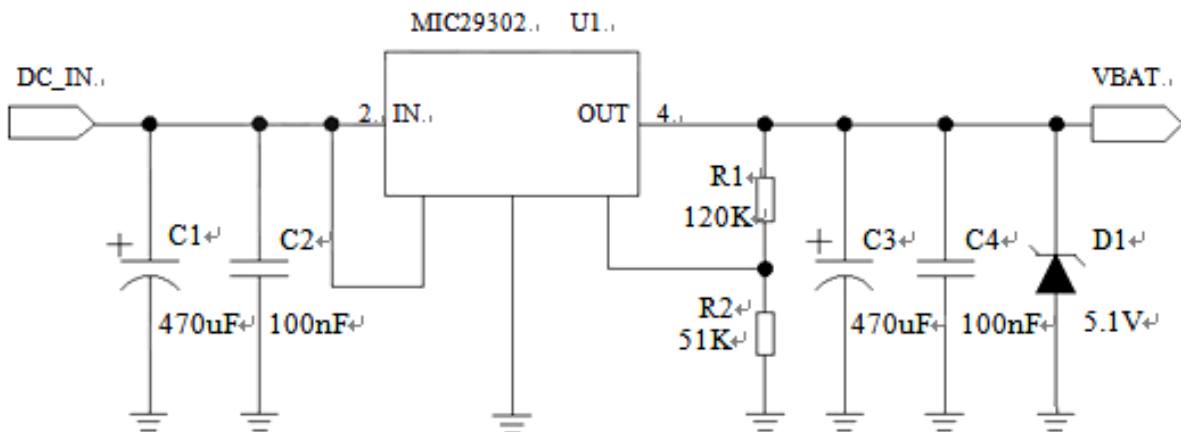 MIC29302. U1.
DC_IN.
VBAT.
2. IN.
OUT 4.
R1
120K
+ C1
C2
+ C3
C4
D1
R2
51K
470uF
100nF
470uF
100nF
5.1V